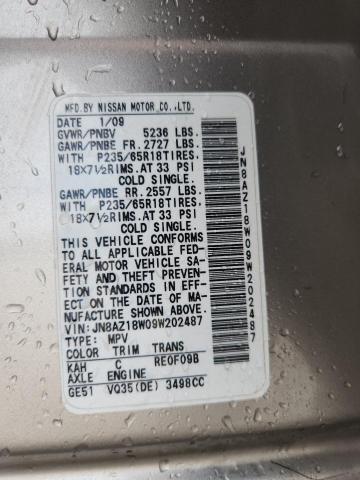 MFD.BY NISSAN MOTOR CO.,LTD.
DATE 1/09
GVWR/PNBV 5236 LBS.
GAWR/PNBE FR. 2727 LBS.
WITH P235/65R18TIRES,
18X7½RIMS.AT 33 PSI
COLD SINGLE.
GAWR/PNBE RR. 2557 LBS.
WITH P235/65R18TIRES,
18X7½RIMS.AT 33 PSI
COLD SINGLE.
THIS VEHICLE CONFORMS
TO ALL APPLICABLE FED-
ERAL MOTOR VEHICLE SA-
FETY AND THEFT PREVENTION
STANDARDS IN EFF-
ECT ON THE DATE OF MA-
NUFACTURE SHOWN ABOVE.
VIN:JN8AZ18W09W202487
TYPE: MPV
COLOR TRIM TRANS
KAH C RE0F09B
AXLE ENGINE
GE51 VQ35(DE) 3498CC
JN8AZ18W09W202487